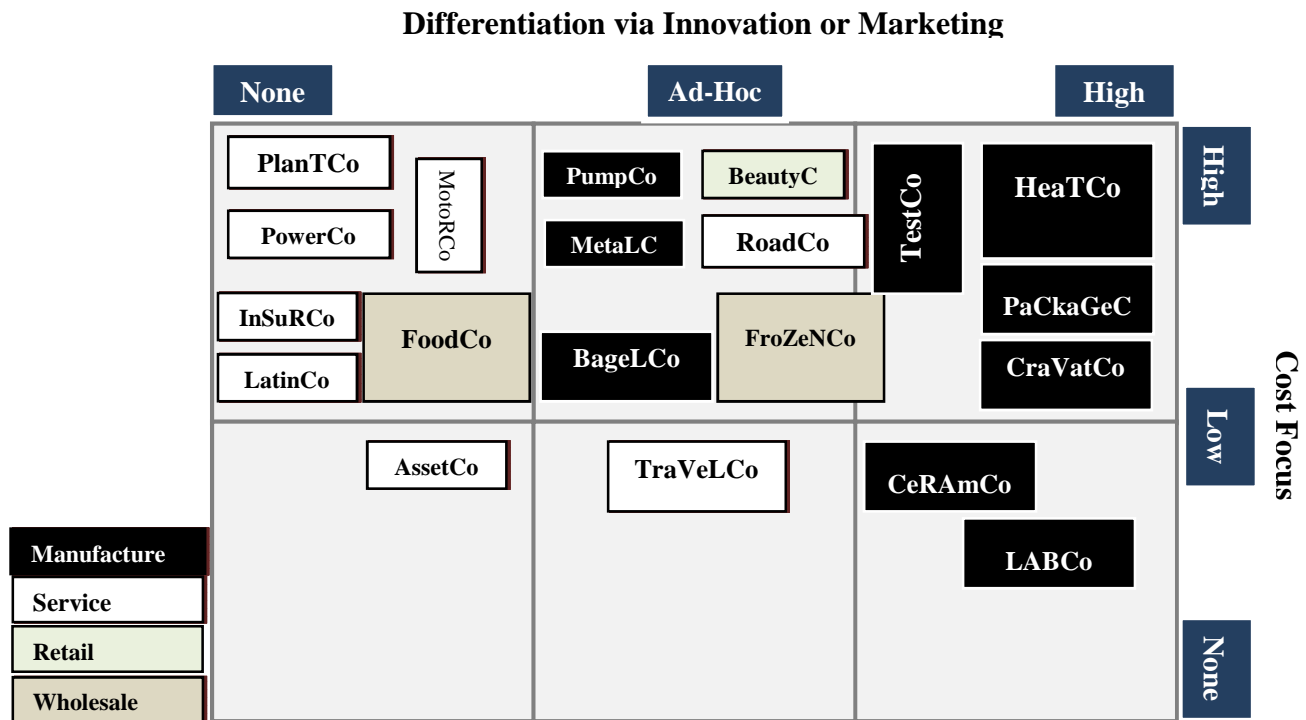 Differentiation via Innovation or Marketing
None
Ad-Hoc
High
PlanTCo
MotoRCo
PumpCo
BeautyC
TestCo
HeaTCo
High
PowerCo
MetaLC
RoadCo
InSuRCo
FoodCo
BageLCo
FroZeNCo
PaCkaGeC
LatinCo
CraVatCo
Cost Focus
Low
AssetCo
TraVeLCo
CeRAmCo
LABCo
Manufacture
Service
Retail
Wholesale
None